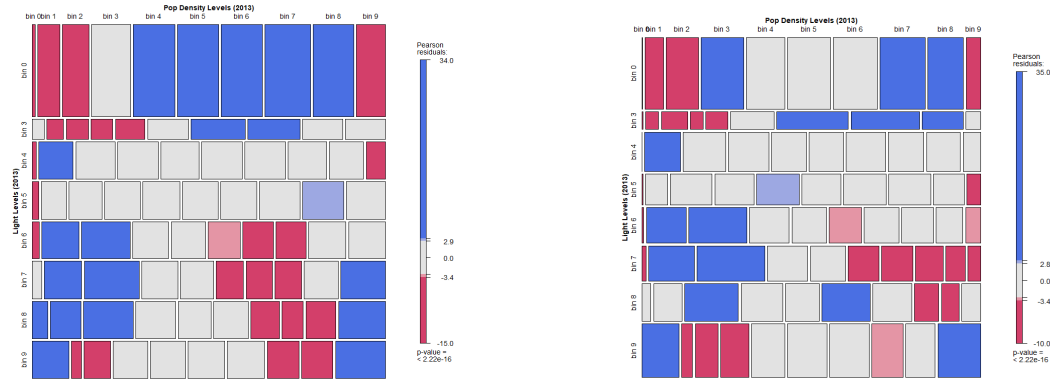 Pop Density Levels (2013)
bin 0 bin 1 bin 2 bin 3 bin 4 bin 5 bin 6 bin 7 bin 8 bin 9
Light Levels (2013)
bin 0
bin 3
bin 4
bin 5
bin 6
bin 7
bin 8
bin 9
Pearson
residuals:
34.0
2.9
0.0
-3.4
-15.0
p-value =
< 2.22e-16
Pop Density Levels (2013)
bin 0 bin 1 bin 2 bin 3 bin 4 bin 5 bin 6 bin 7 bin 8 bin 9
Light Levels (2013)
bin 0
bin 3
bin 4
bin 5
bin 6
bin 7
bin 8
bin 9
Pearson
residuals:
35.0
2.8
0.0
-3.4
-10.0
p-value =
< 2.22e-16